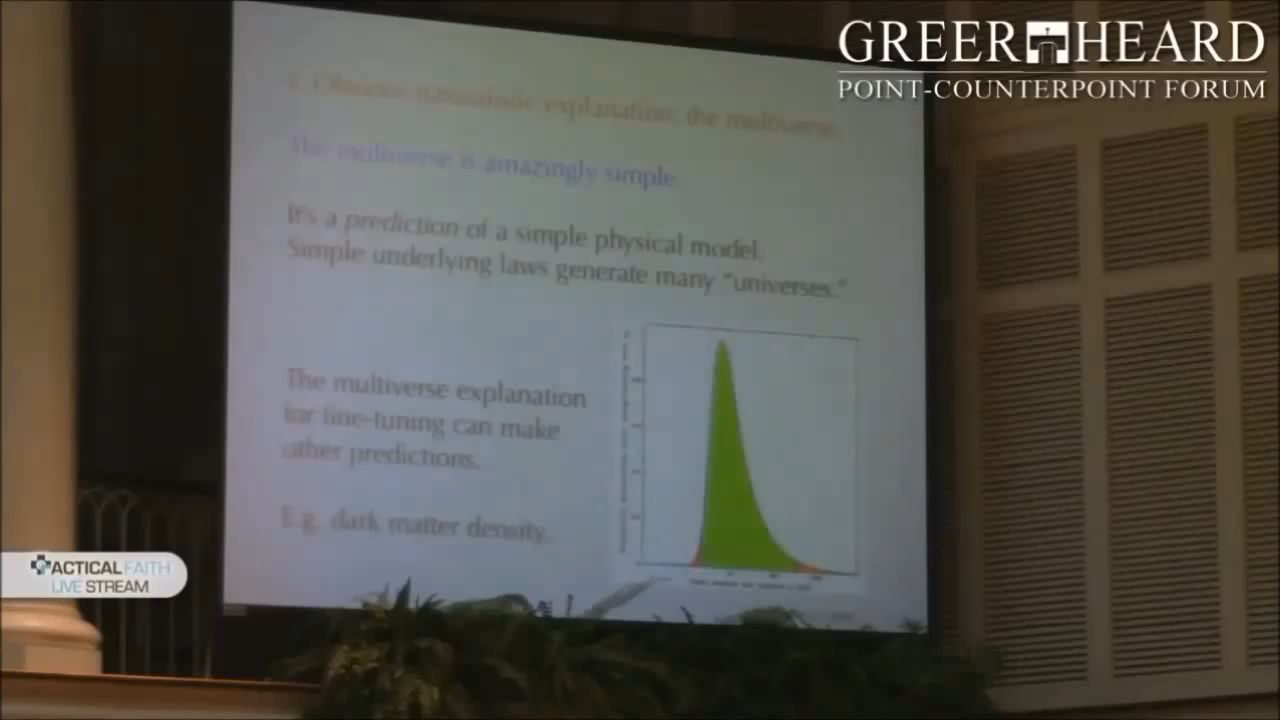 GREER HEARD
POINT-COUNTERPOINT FORUM
explanation: the multiverse.
The multiverse is amazingly simple.
It's a prediction of a simple physical model.
Simple underlying laws generate many "universes."
The multiverse explanation
for fine-tuning can make
other predictions.
E.g. dark matter density.
TACTICAL FAITH
LIVE STREAM